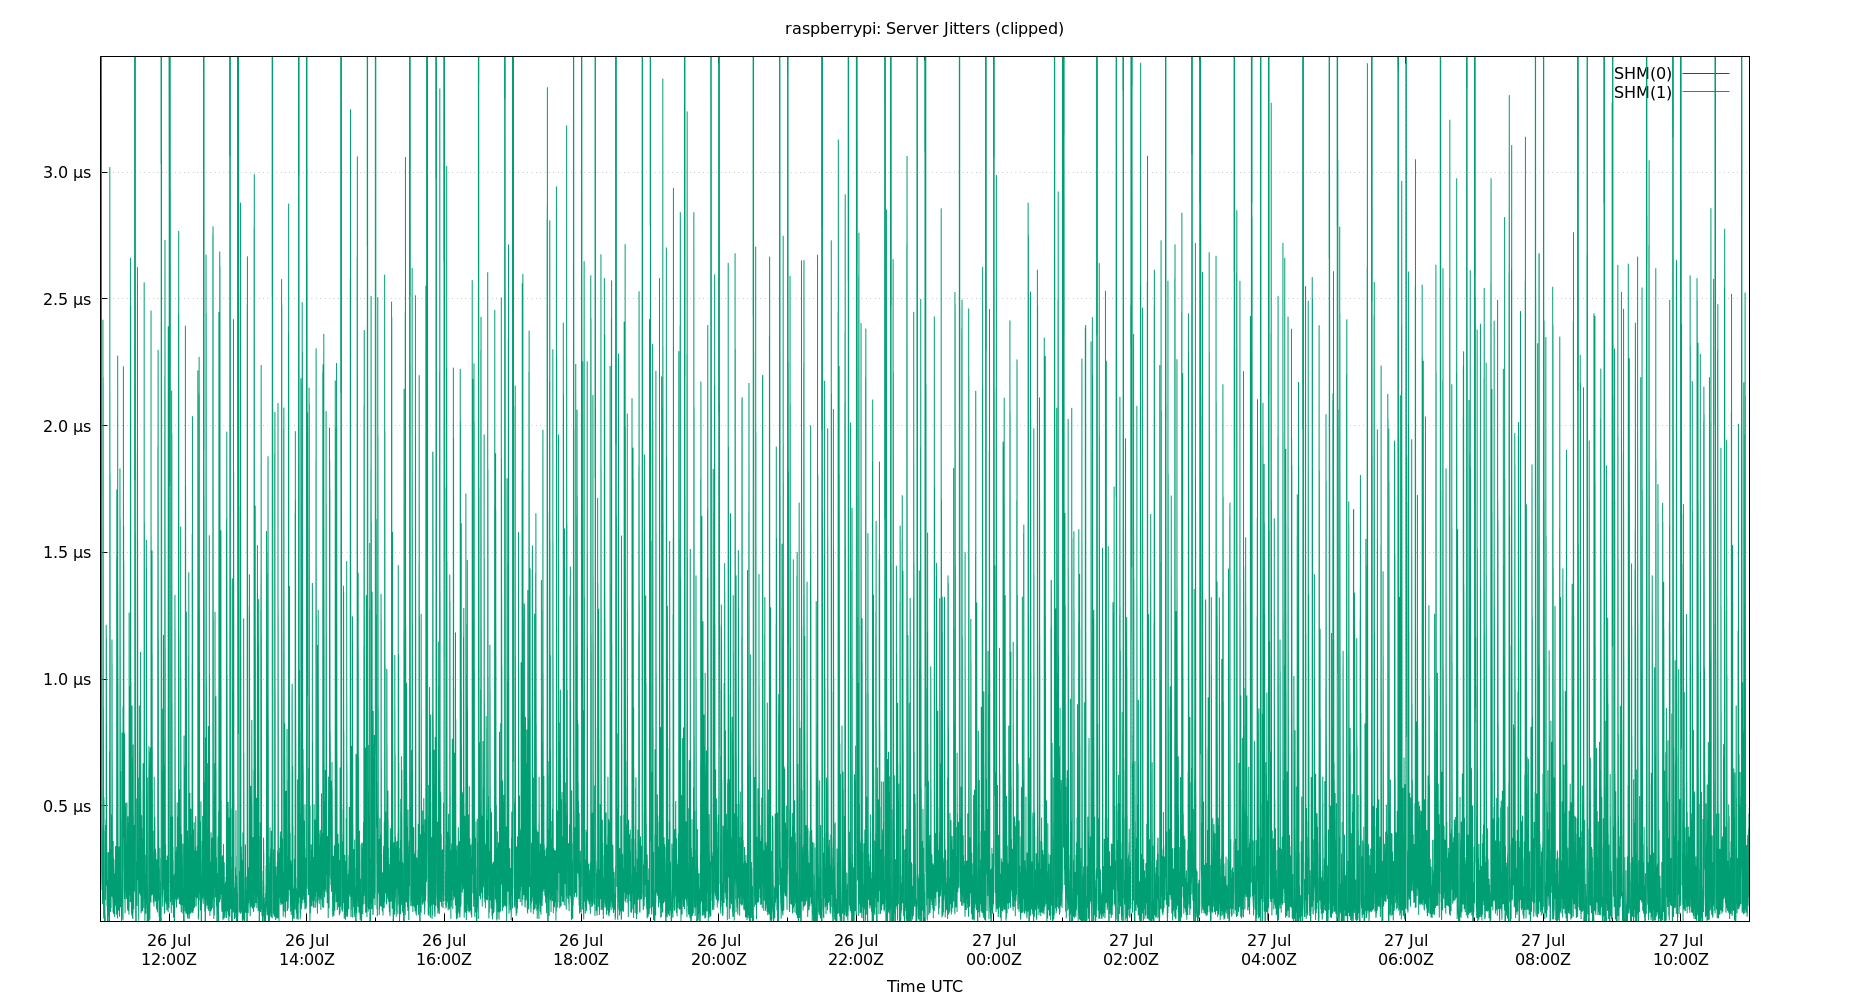 raspberrypi: Server Jitters (clipped)
SHM(0)
SHM(1)
3.0 µs
2.5 µs
2.0 µs
1.5 µs
1.0 µs
0.5 µs
26 Jul 26 Jul 26 Jul 26 Jul 26 Jul 26 Jul 27 Jul 27 Jul 27 Jul 27 Jul 27 Jul 27 Jul
12:00Z 14:00Z 16:00Z 18:00Z 20:00Z 22:00Z 00:00Z 02:00Z 04:00Z 06:00Z 08:00Z 10:00Z
Time UTC